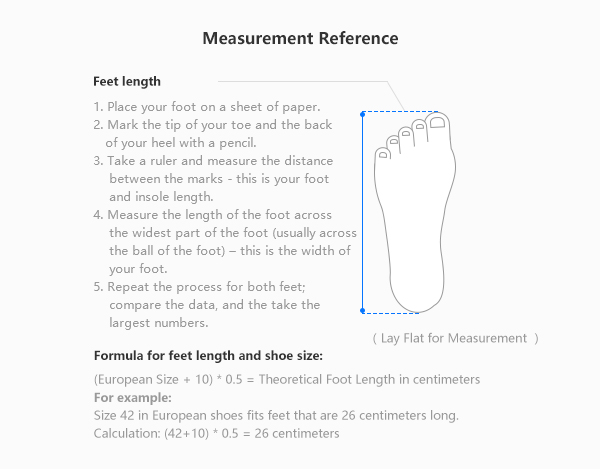 Measurement Reference
Feet length
1. Place your foot on a sheet of paper.
2. Mark the tip of your toe and the back
of your heel with a pencil.
3. Take a ruler and measure the distance
between the marks - this is your foot
and insole length.
4. Measure the length of the foot across
the widest part of the foot (usually across
the ball of the foot) – this is the width of
your foot.
5. Repeat the process for both feet;
compare the data, and the take the
largest numbers.
( Lay Flat for Measurement )
Formula for feet length and shoe size:
(European Size + 10) * 0.5 = Theoretical Foot Length in centimeters
For example:
Size 42 in European shoes fits feet that are 26 centimeters long.
Calculation: (42+10) * 0.5 = 26 centimeters